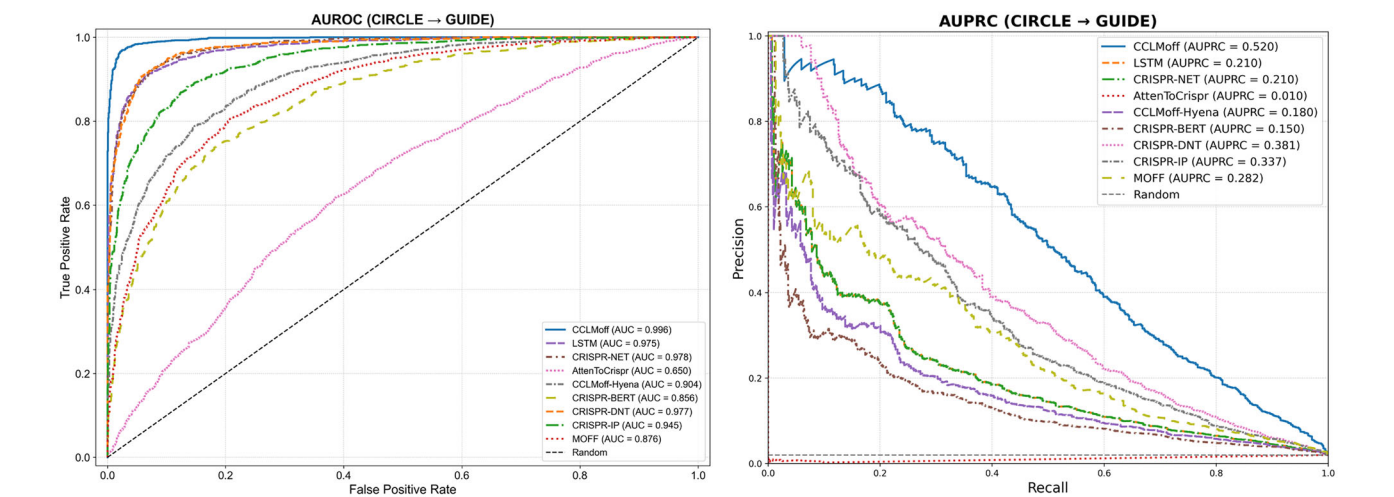 AUROC (CIRCLE → GUIDE)
1.0
0.8
0.6
0.4
0.2
0.0
True Positive Rate
0.0 0.2 0.4 0.6 0.8 1.0
False Positive Rate
CCLMoff (AUC = 0.996)
LSTM (AUC = 0.975)
CRISPR-NET (AUC = 0.978)
AttenToCrispr (AUC = 0.650)
CCLMoff-Hyena (AUC = 0.904)
CRISPR-BERT (AUC = 0.856)
CRISPR-DNT (AUC = 0.977)
CRISPR-IP (AUC = 0.945)
MOFF (AUC = 0.876)
Random
AUPRC (CIRCLE → GUIDE)
1.0
0.8
0.6
0.4
0.2
0.0
Precision
0.0 0.2 0.4 0.6 0.8 1.0
Recall
CCLMoff (AUPRC = 0.520)
LSTM (AUPRC = 0.210)
CRISPR-NET (AUPRC = 0.210)
AttenToCrispr (AUPRC = 0.010)
CCLMoff-Hyena (AUPRC = 0.180)
CRISPR-BERT (AUPRC = 0.150)
CRISPR-DNT (AUPRC = 0.381)
CRISPR-IP (AUPRC = 0.337)
MOFF (AUPRC = 0.282)
Random